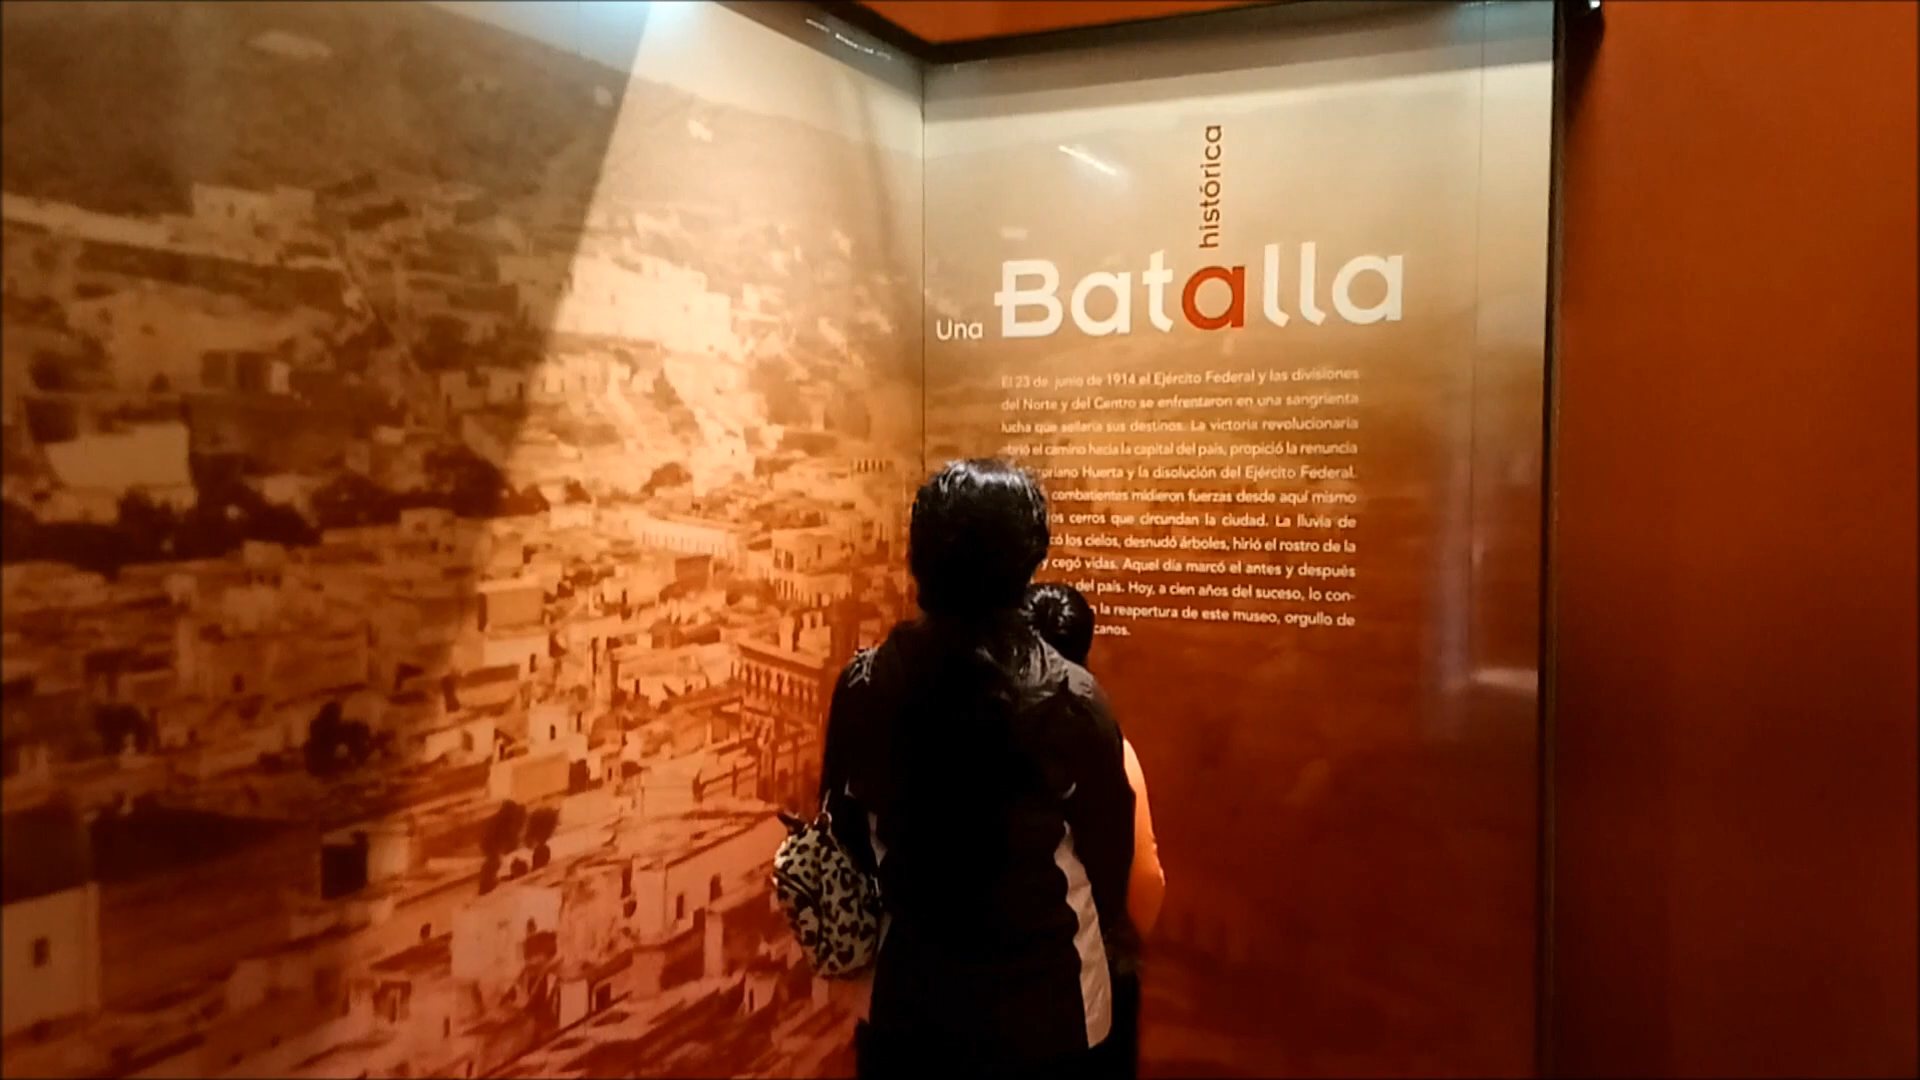 histórica
Una Batalla
El 23 de junio de 1914 el Ejército Federal y las divisiones
del Norte y del Centro se enfrentaron en una sangrienta
lucha que sellaría sus destinos. La victoria revolucionaria
abrió el camino hacia la capital del país, propició la renuncia
Huerta y la disolución del Ejército Federal.
combatientes midieron fuerzas desde aquí mismo
os cerros que circundan la ciudad. La lluvia de
có los cielos, desnudó árboles, hirió el rostro de la
y cegó vidas. Aquel día marcó el antes y después
del país. Hoy, a cien años del suceso, lo con-
la reapertura de este museo, orgullo de
canos.